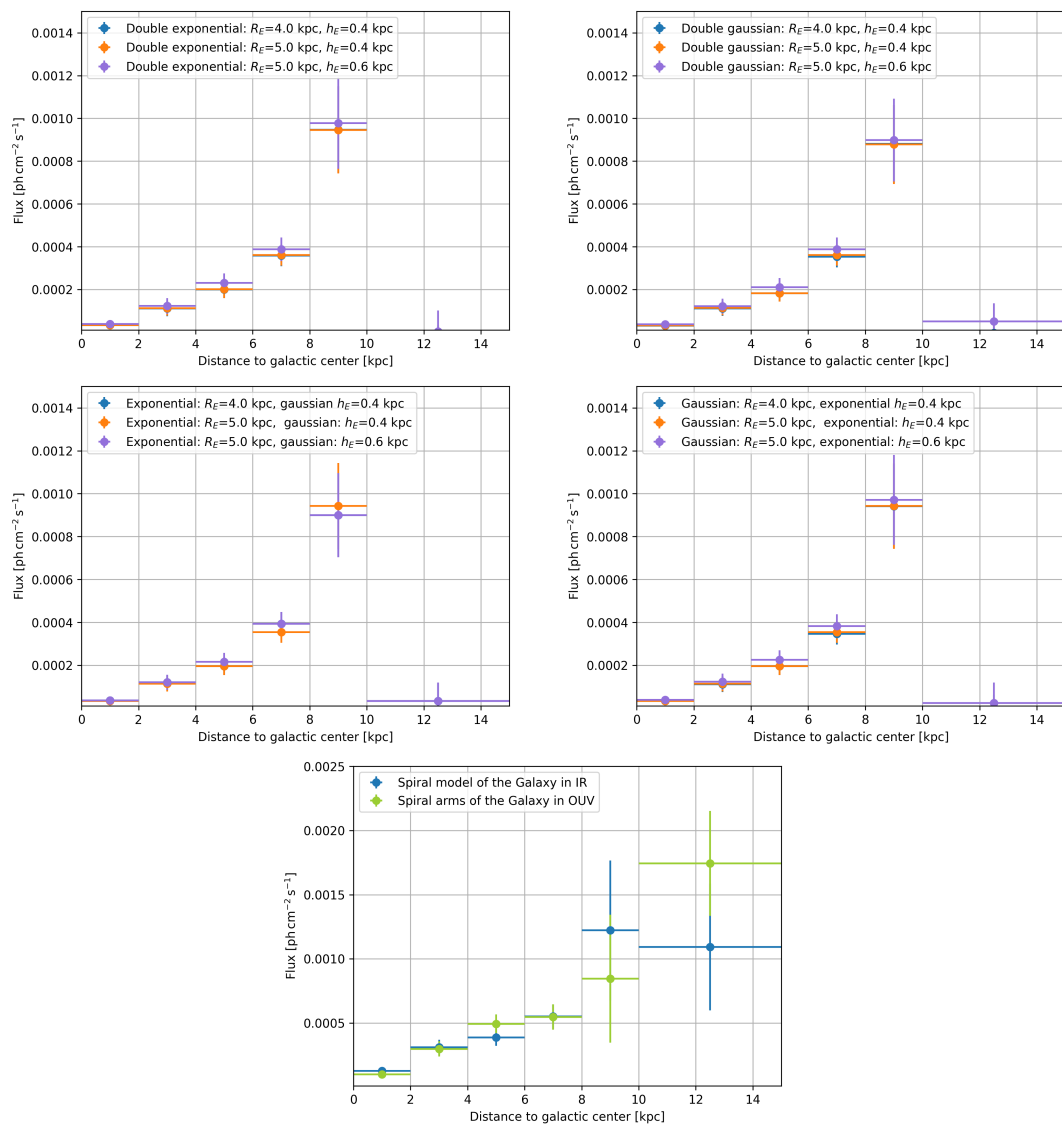 Double exponential: R_E=4.0 kpc, h_E=0.4 kpc
Double exponential: R_E=5.0 kpc, h_E=0.4 kpc
Double exponential: R_E=5.0 kpc, h_E=0.6 kpc
0.0014
0.0012
0.0010
0.0008
0.0006
0.0004
0.0002
Flux [ph cm⁻² s⁻¹]
0 2 4 6 8 10 12 14
Distance to galactic center [kpc]
Double gaussian: R_E=4.0 kpc, h_E=0.4 kpc
Double gaussian: R_E=5.0 kpc, h_E=0.4 kpc
Double gaussian: R_E=5.0 kpc, h_E=0.6 kpc
0.0014
0.0012
0.0010
0.0008
0.0006
0.0004
0.0002
Flux [ph cm⁻² s⁻¹]
0 2 4 6 8 10 12 14
Distance to galactic center [kpc]
Exponential: R_E=4.0 kpc, gaussian h_E=0.4 kpc
Exponential: R_E=5.0 kpc, gaussian: h_E=0.4 kpc
Exponential: R_E=5.0 kpc, gaussian: h_E=0.6 kpc
0.0014
0.0012
0.0010
0.0008
0.0006
0.0004
0.0002
Flux [ph cm⁻² s⁻¹]
0 2 4 6 8 10 12 14
Distance to galactic center [kpc]
Gaussian: R_E=4.0 kpc, exponential h_E=0.4 kpc
Gaussian: R_E=5.0 kpc, exponential: h_E=0.4 kpc
Gaussian: R_E=5.0 kpc, exponential: h_E=0.6 kpc
0.0014
0.0012
0.0010
0.0008
0.0006
0.0004
0.0002
Flux [ph cm⁻² s⁻¹]
0 2 4 6 8 10 12 14
Distance to galactic center [kpc]
Spiral model of the Galaxy in IR
Spiral arms of the Galaxy in OUV
0.0025
0.0020
0.0015
0.0010
0.0005
Flux [ph cm⁻² s⁻¹]
0 2 4 6 8 10 12 14
Distance to galactic center [kpc]